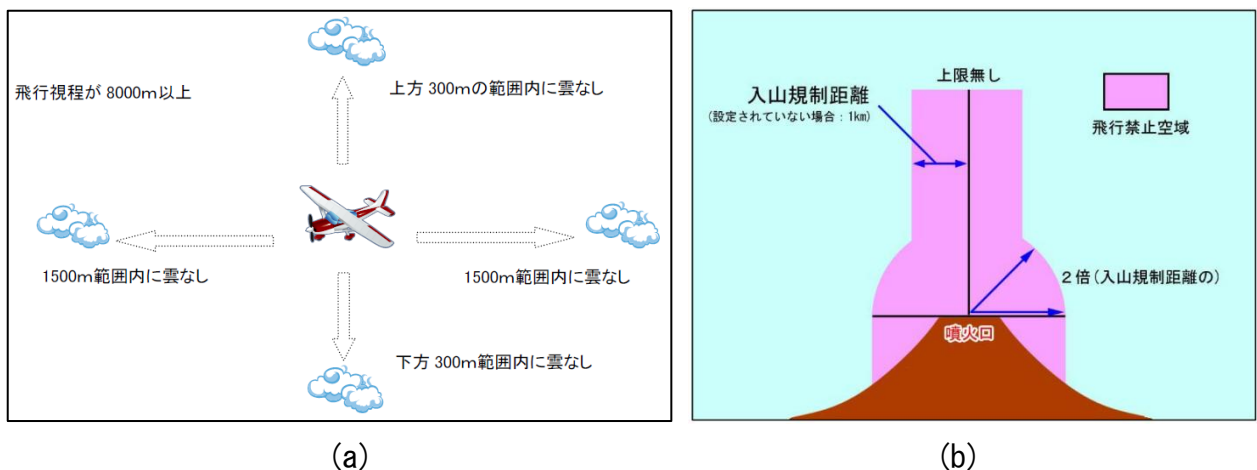 飛行視程が 8000m以上
上方 300mの範囲内に雲なし
1500m範囲内に雲なし
1500m範囲内に雲なし
下方 300m範囲内に雲なし
(a)
上限無し
入山規制距離
(設定されていない場合：1km)
飛行禁止空域
2倍(入山規制距離の)
噴火口
(b)